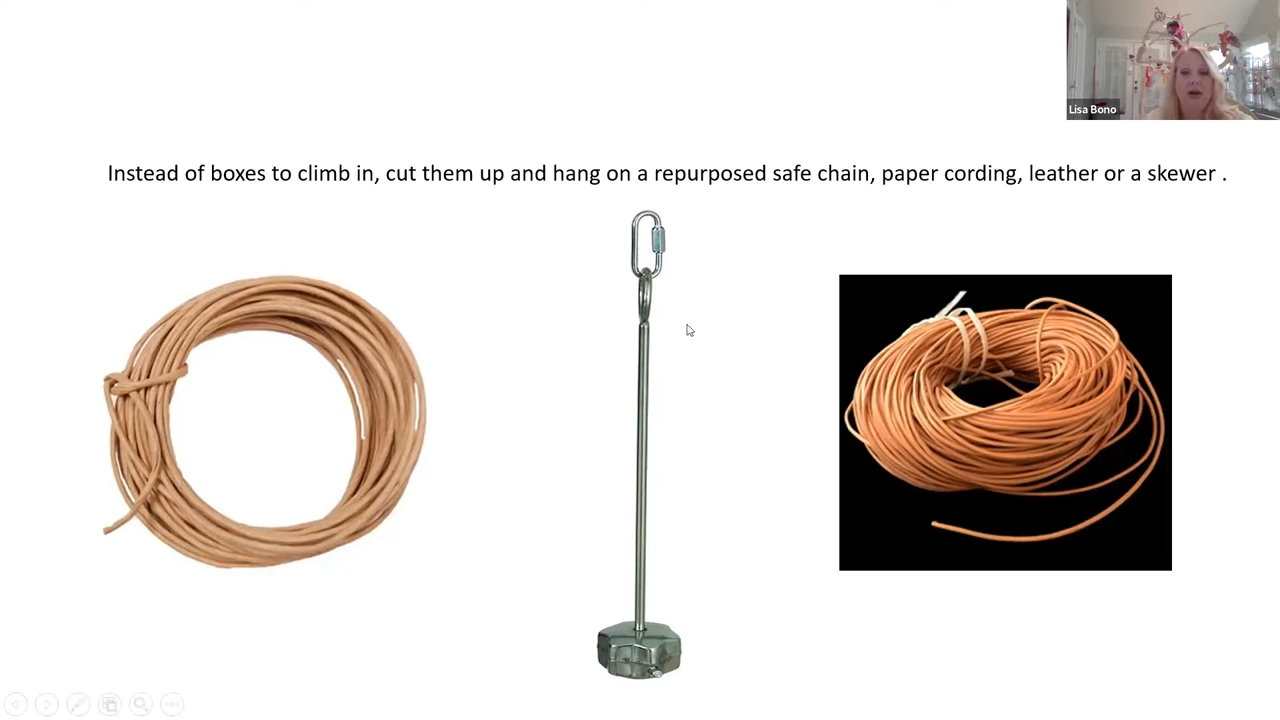 Lisa Bono
Instead of boxes to climb in, cut them up and hang on a repurposed safe chain, paper cording, leather or a skewer .